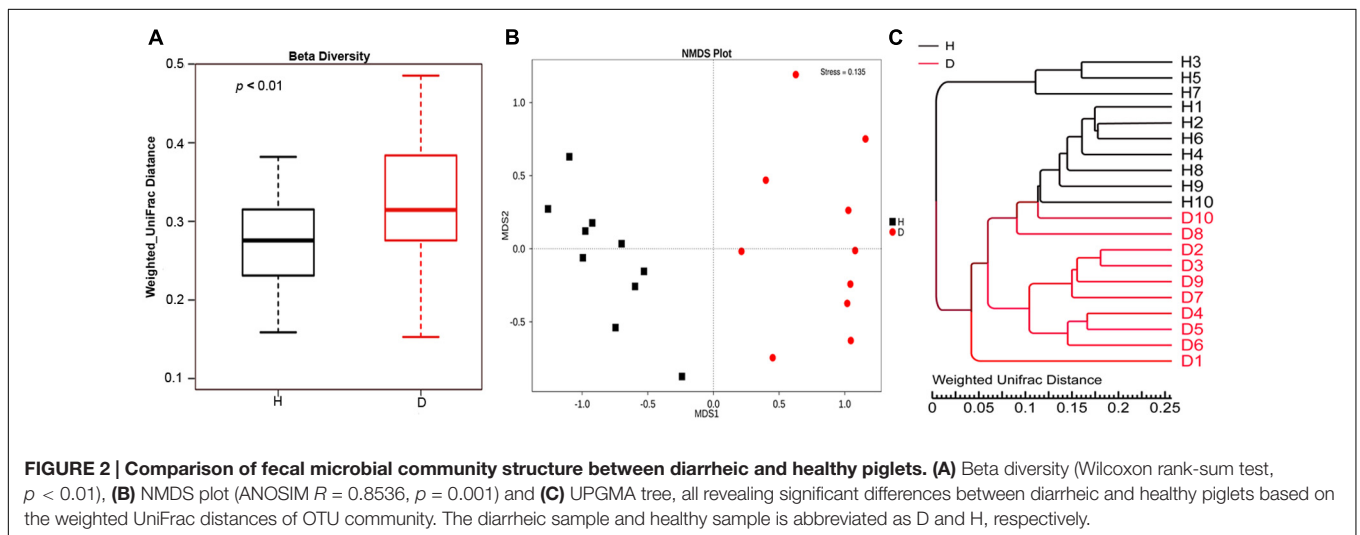 A
Beta Diversity
p < 0.01
Weighted_UniFrac Diatance
0.5
0.4
0.3
0.2
0.1
H
D
B
NMDS Plot
Stress = 0.135
MDS2
1.0
0.5
0.0
-0.5
-1.0
-0.5
0.0
0.5
1.0
MDS1
H
D
C
H
D
H3
H5
H7
H1
H2
H6
H4
H8
H9
H10
D10
D8
D2
D3
D9
D7
D4
D5
D6
D1
Weighted Unifrac Distance
0 0.05 0.1 0.15 0.2 0.25
FIGURE 2 | Comparison of fecal microbial community structure between diarrheic and healthy piglets. (A) Beta diversity (Wilcoxon rank-sum test,
p < 0.01), (B) NMDS plot (ANOSIM R = 0.8536, p = 0.001) and (C) UPGMA tree, all revealing significant differences between diarrheic and healthy piglets based on
the weighted UniFrac distances of OTU community. The diarrheic sample and healthy sample is abbreviated as D and H, respectively.